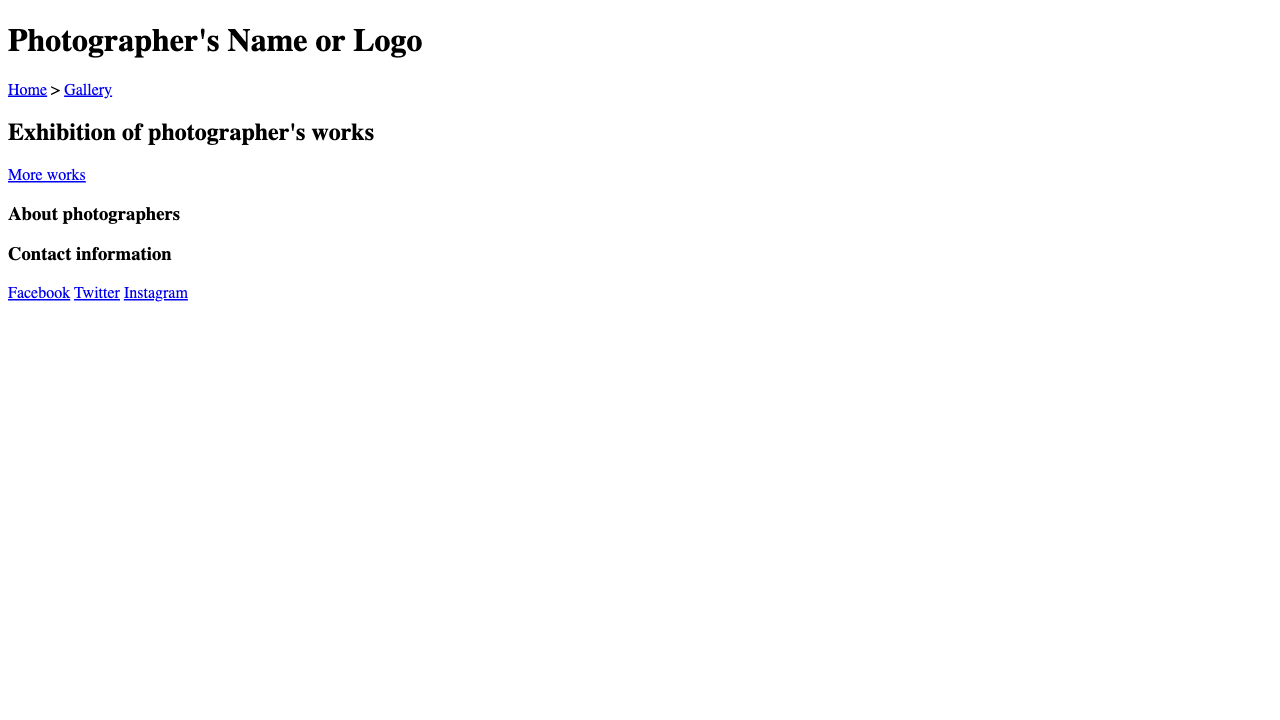 Photographer's Name or Logo
Home > Gallery
Exhibition of photographer's works
More works
About photographers
Contact information
Facebook Twitter Instagram